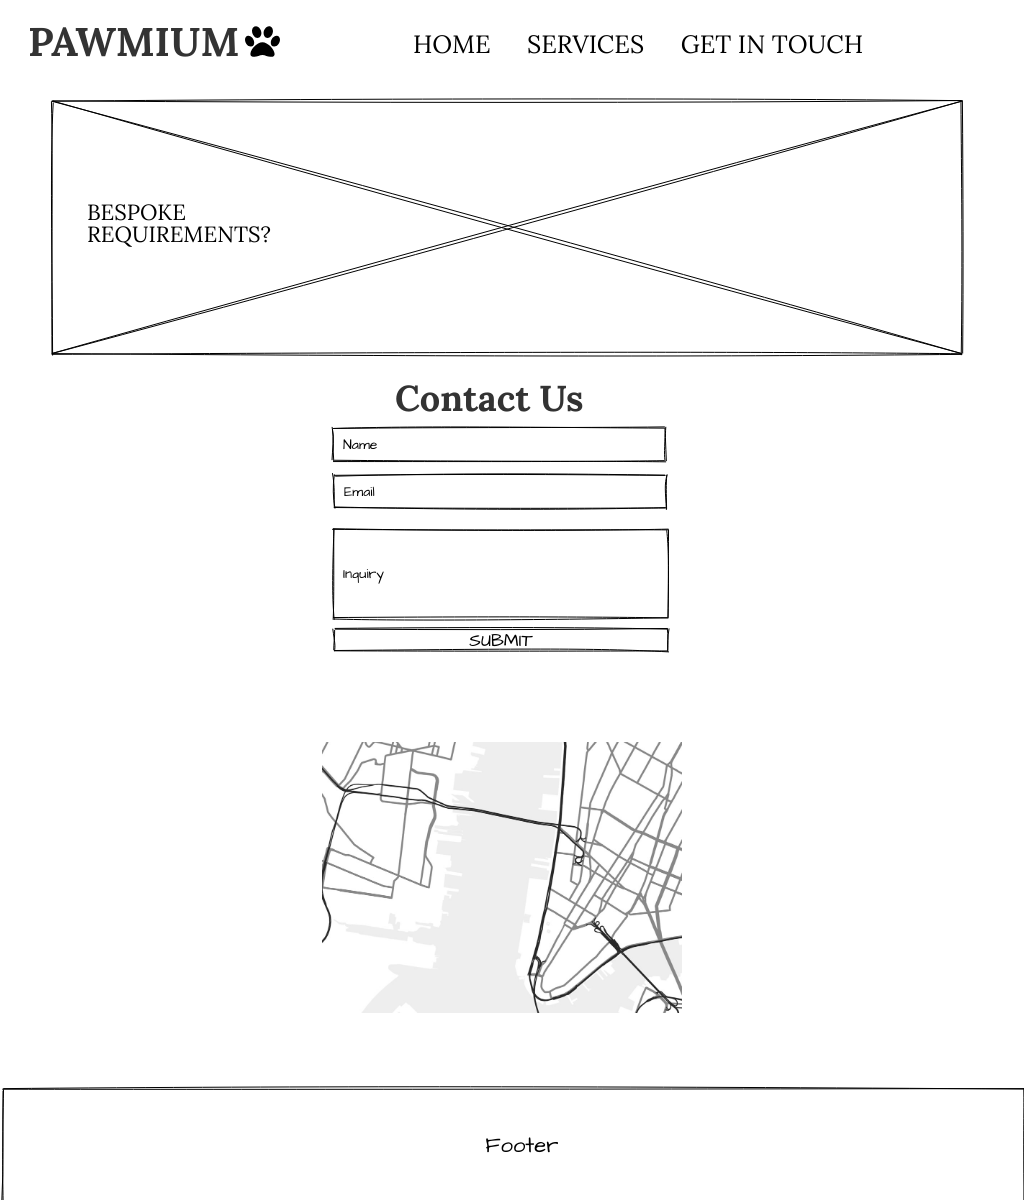 PAWMIUM
HOME SERVICES GET IN TOUCH
BESPOKE
REQUIREMENTS?
Contact Us
Name
Email
Inquiry
SUBMIT
Footer